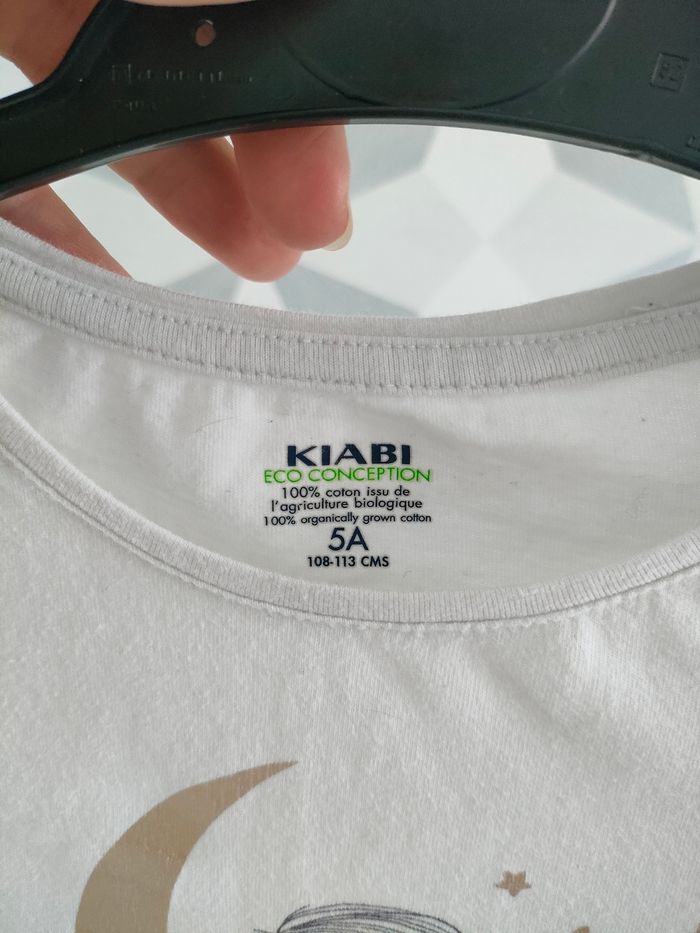 KIABI
ECO CONCEPTION
100% coton issu de
l'agriculture biologique
100% organically grown cotton
5A
108-113 CMS